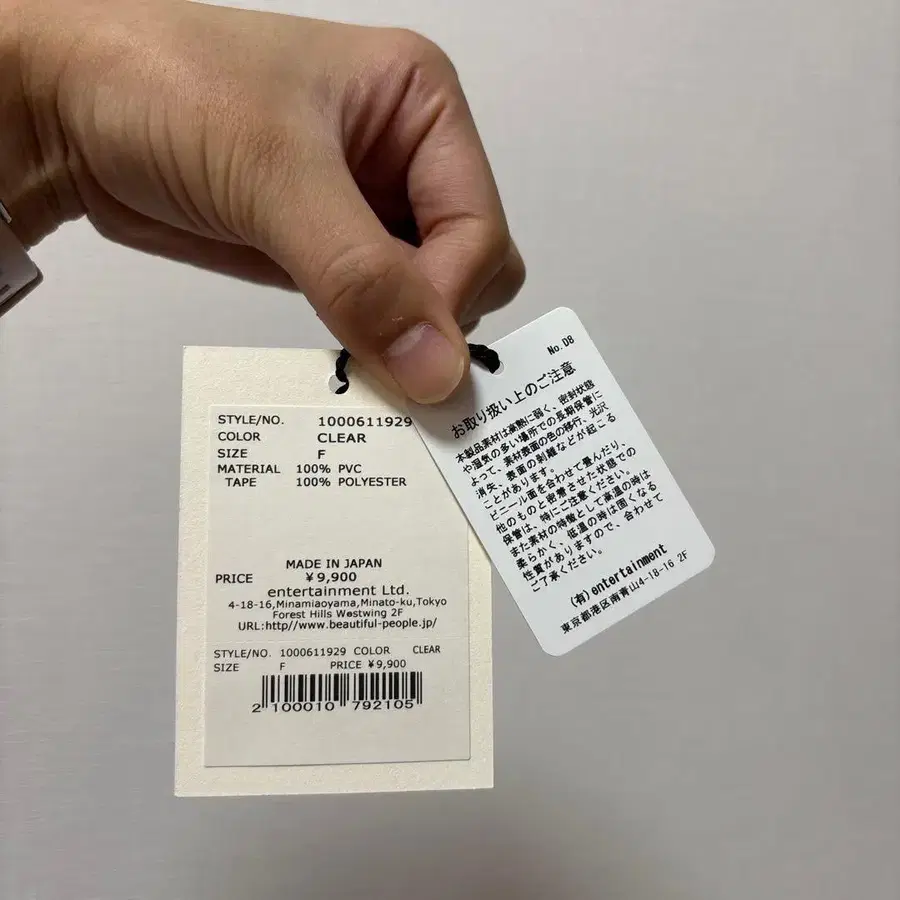 STYLE/NO. 1000611929
COLOR CLEAR
SIZE F
MATERIAL 100% PVC
TAPE 100% POLYESTER
MADE IN JAPAN
PRICE ¥9,900
entertainment Ltd.
4-18-16,Minamiaoyama,Minato-ku,Tokyo
Forest Hills Westwing 2F
URL:http//www.beautiful-people.jp/
STYLE/NO. 1000611929 COLOR CLEAR
SIZE F PRICE ¥9,900
2 100010 792105
No.D8
お取り扱い上のご注意
本製品素材は高熱に弱く、密封状態
や湿気の多い場所での長期保管に
よって、素材表面の色の移行、光沢
消失、表面の剥離などが起こる
ことがあります。
ビニール面を合わせて畳んだり、
他のものと密着させた状態での
保管は、特にご注意ください。
また素材の特徴として高温の時は
柔らかく、低温の時は固くなる
性質がありますので、合わせて
ご了承ください。
(有)entertainment
東京都港区南青山4-18-16 2F